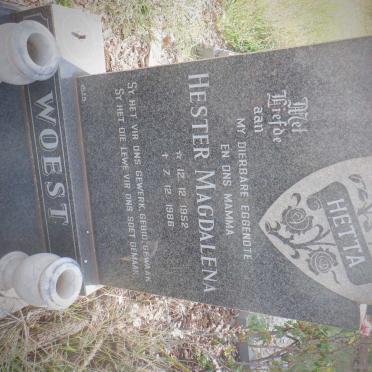 HETTA
Met
Liefde
aan
MY DIERBARE EGGENOTE
EN ONS MAMMA
HESTER MAGDALENA
☆ 12. 12. 1952
† 7. 12. 1986
SY HET VIR ONS GEWERK, GEBID, GEWAAK
SY HET DIE LEWE VIR ONS SOET GEMAAK
WOEST